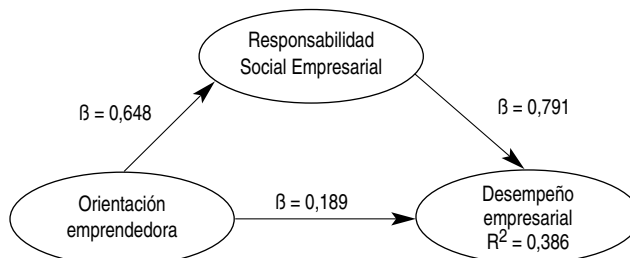 Responsabilidad
Social Empresarial
ß = 0,648
ß = 0,791
Orientación
emprendedora
ß = 0,189
Desempeño
empresarial
R² = 0,386